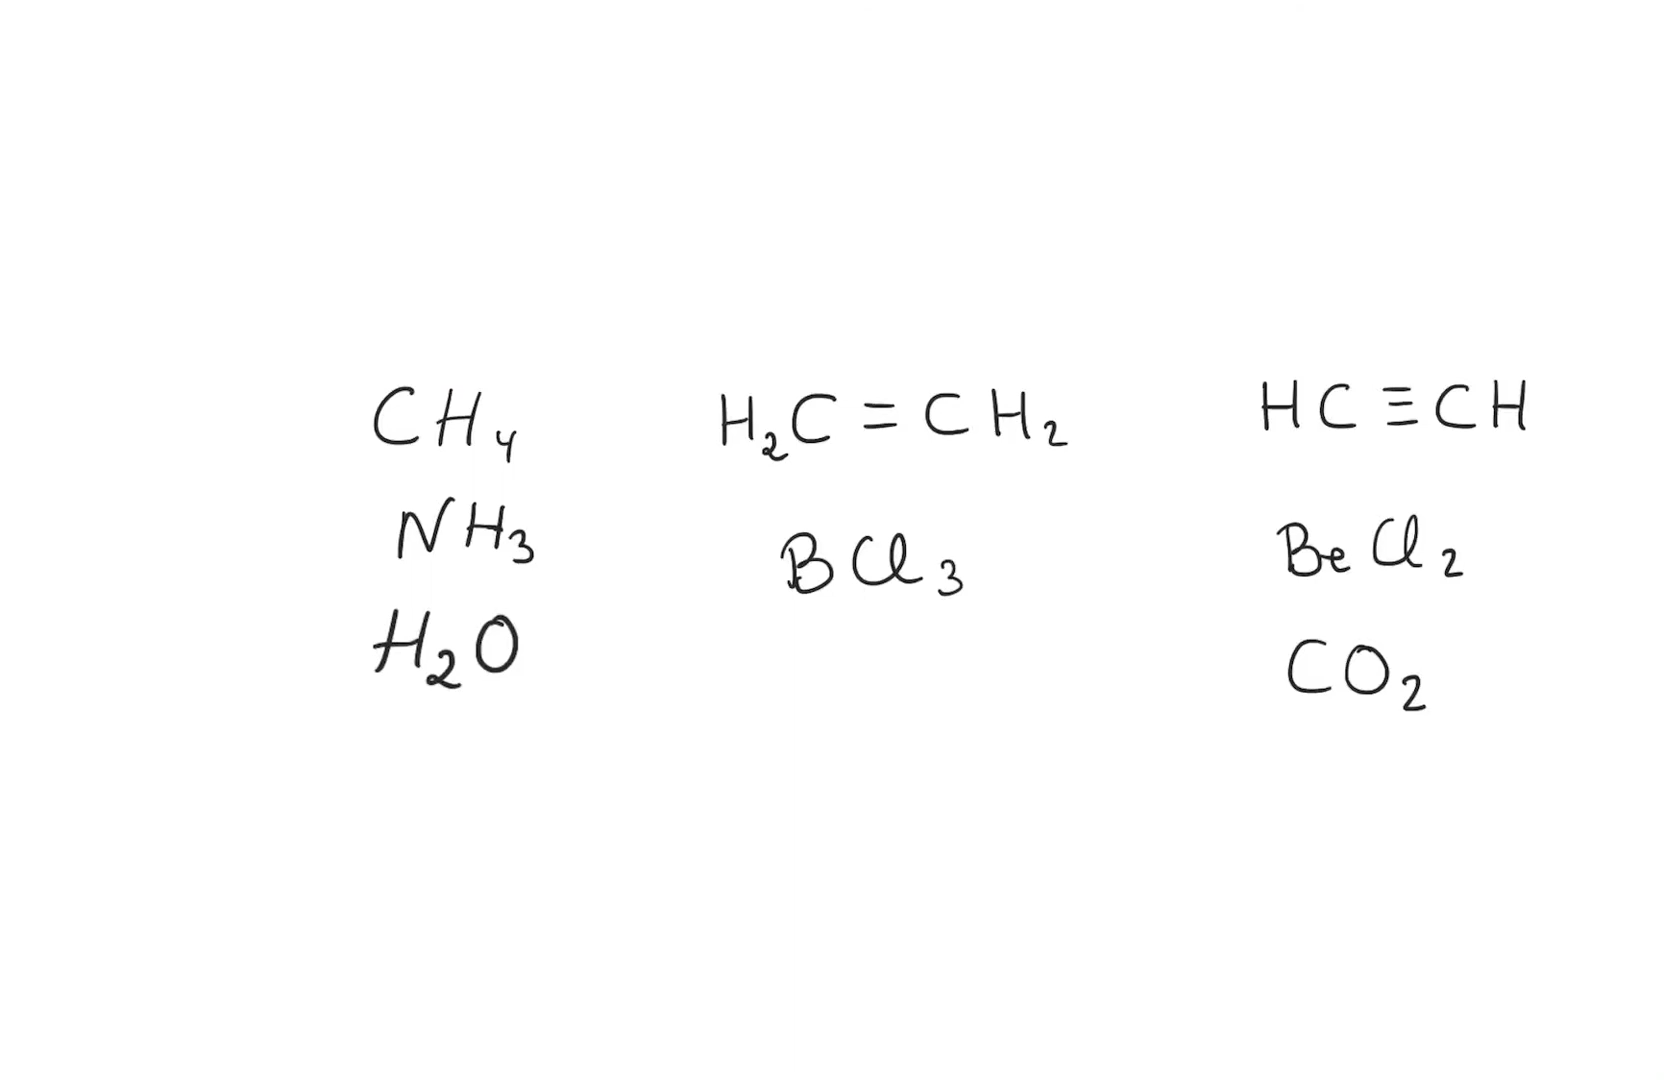 CH₄
NH₃
H₂O
H₂C=CH₂
BCl₃
HC≡CH
BeCl₂
CO₂